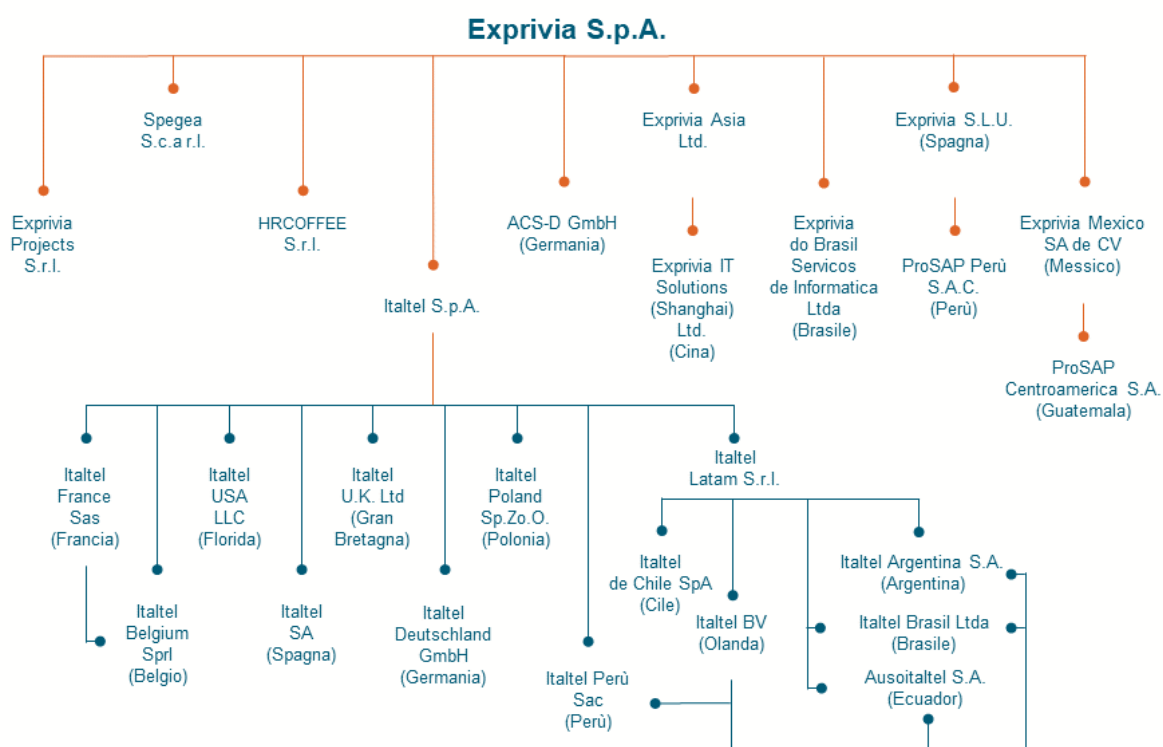 Exprivia S.p.A.
Spegea
S.c.a r.l.
Exprivia Asia
Ltd.
Exprivia S.L.U.
(Spagna)
Exprivia
Projects
S.r.l.
HRCOFFEE
S.r.l.
Italtel S.p.A.
ACS-D GmbH
(Germania)
Exprivia IT
Solutions
(Shanghai)
Ltd.
(Cina)
Exprivia
do Brasil
Servicos
de Informatica
Ltda
(Brasile)
ProSAP Perù
S.A.C.
(Perù)
Exprivia Mexico
SA de CV
(Messico)
ProSAP
Centroamerica S.A.
(Guatemala)
Italtel
France
Sas
(Francia)
Italtel
USA
LLC
(Florida)
Italtel
U.K. Ltd
(Gran
Bretagna)
Italtel
Poland
Sp.Zo.O.
(Polonia)
Italtel
Latam S.r.l.
Italtel
Belgium
Sprl
(Belgio)
Italtel
SA
(Spagna)
Italtel
Deutschland
GmbH
(Germania)
Italtel Perù
Sac
(Perù)
Italtel
de Chile SpA
(Cile)
Italtel BV
(Olanda)
Italtel Argentina S.A.
(Argentina)
Italtel Brasil Ltda
(Brasile)
Ausoitaltel S.A.
(Ecuador)